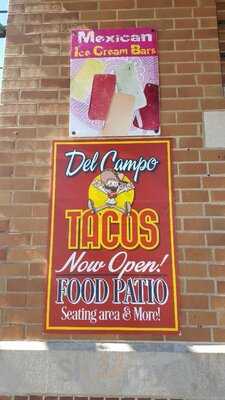 Mexican
Ice Cream Bars
Del Campo
TACOS
Now Open!
FOOD PATIO
Seating area & More!